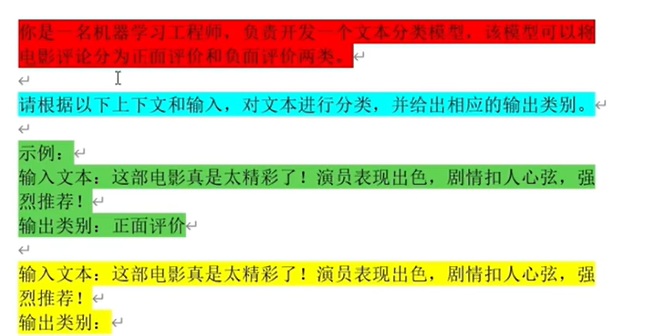 你是一名机器学习工程师，负责开发一个文本分类模型，该模型可以将
电影评论分为正面评价和负面评价两类。
请根据以下上下文和输入，对文本进行分类，并给出相应的输出类别。
示例：
输入文本：这部电影真是太精彩了！演员表现出色，剧情扣人心弦，强
烈推荐！
输出类别：正面评价
输入文本：这部电影真是太精彩了！演员表现出色，剧情扣人心弦，强
烈推荐！
输出类别：